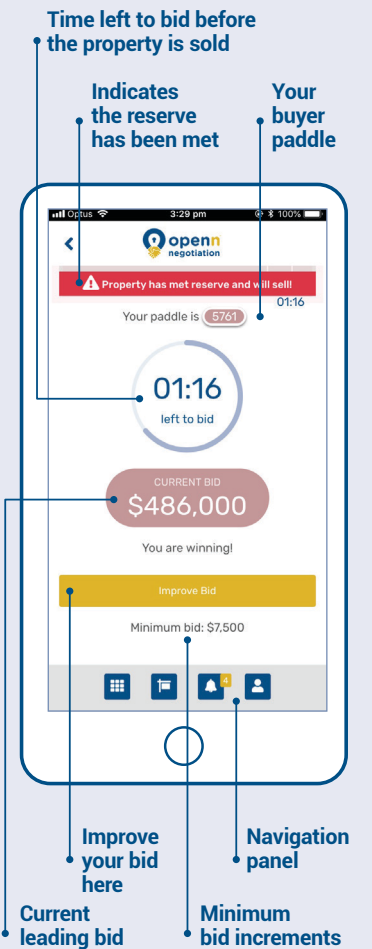 Time left to bid before
the property is sold
Indicates
the reserve
has been met
Your
buyer
paddle
Optus
3:29 pm
100%
openn
negotiation
Property has met reserve and will sell!
01:16
Your paddle is 5761
01:16
left to bid
CURRENT BID
$486,000
You are winning!
Improve Bid
Minimum bid: $7,500
4
Improve
your bid
here
Navigation
panel
Current
leading bid
Minimum
bid increments